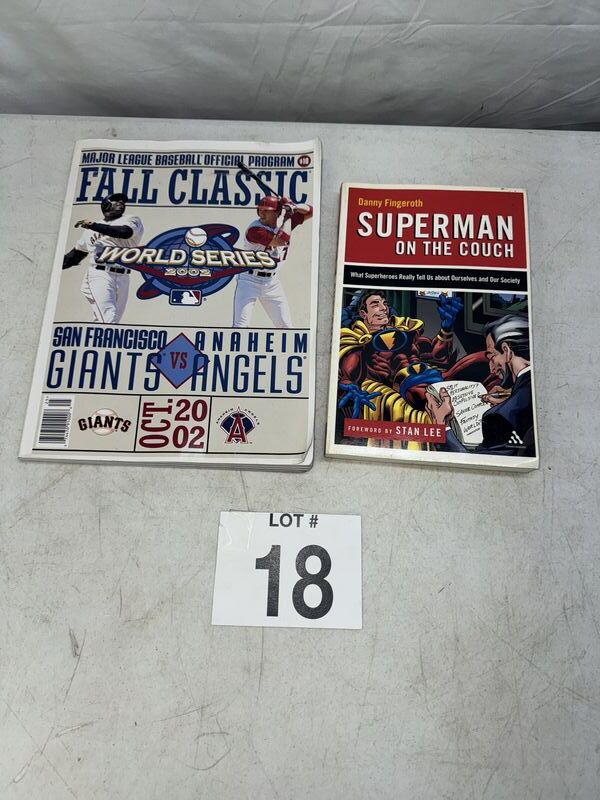 MAJOR LEAGUE BASEBALL OFFICIAL PROGRAM
FALL CLASSIC
WORLD SERIES
2002
SAN FRANCISCO
GIANTS
VS
ANAHEIM
ANGELS
GIANTS
OCT. 20
02
A
Danny Fingeroth
SUPERMAN
ON THE COUCH
What Superheroes Really Tell Us about Ourselves and Our Society
FOREWORD BY STAN LEE
LOT #
18